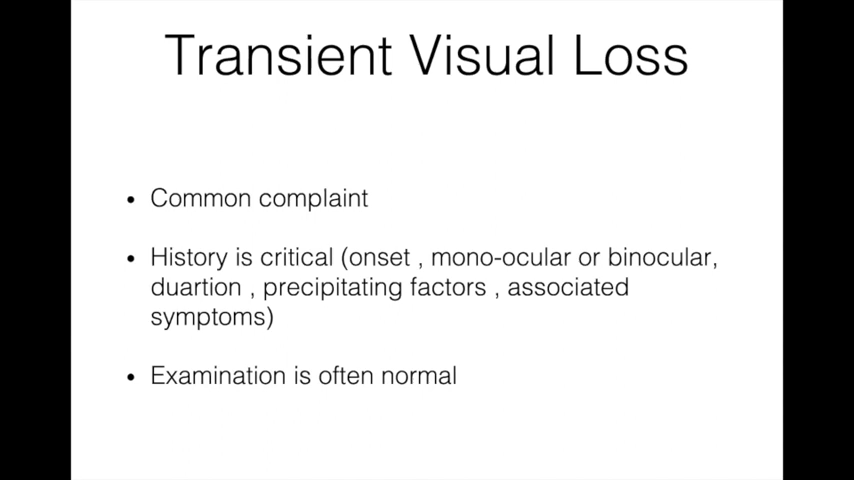 Transient Visual Loss
• Common complaint
• History is critical (onset , mono-ocular or binocular,
duartion , precipitating factors , associated
symptoms)
• Examination is often normal